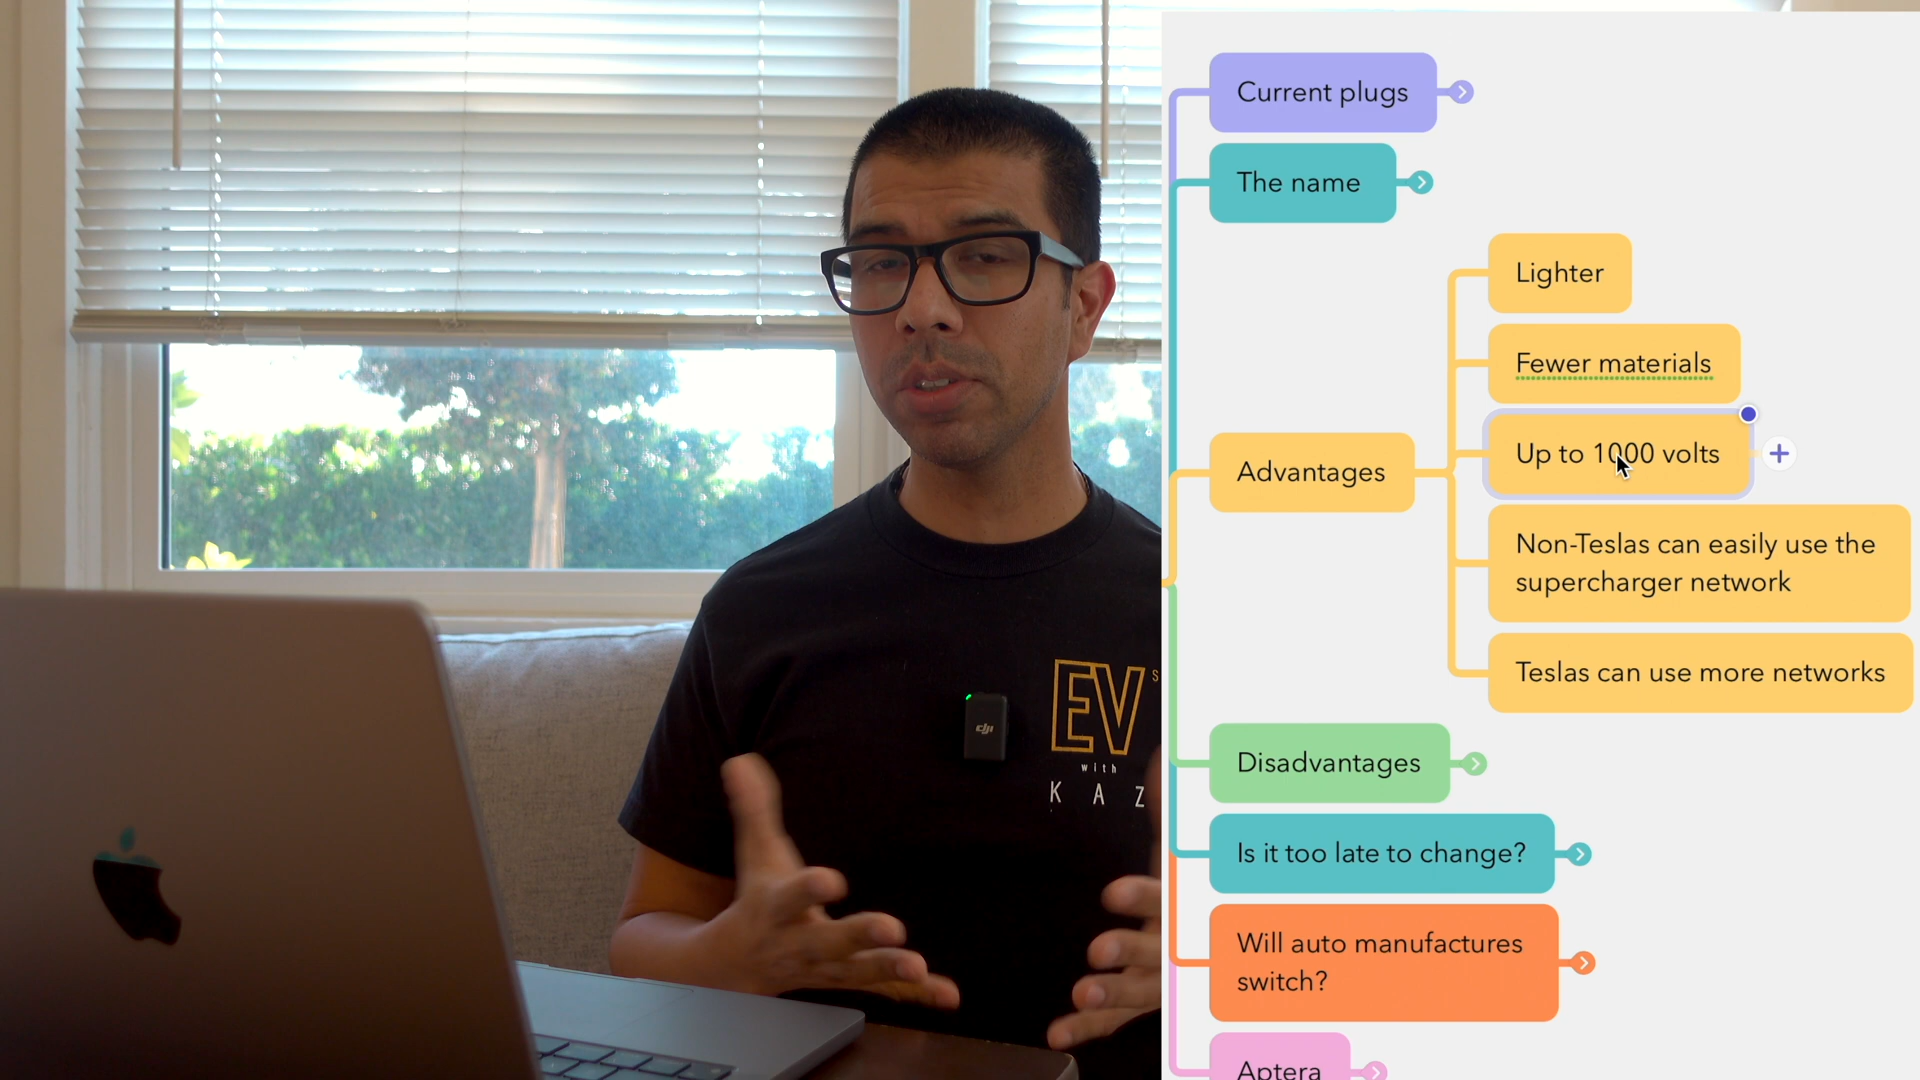 Current plugs
The name
Lighter
Fewer materials
Up to 1000 volts
Advantages
Non-Teslas can easily use the
supercharger network
Teslas can use more networks
Disadvantages
Is it too late to change?
Will auto manufactures
switch?
Aptera
EV s
with
KAZ
dji